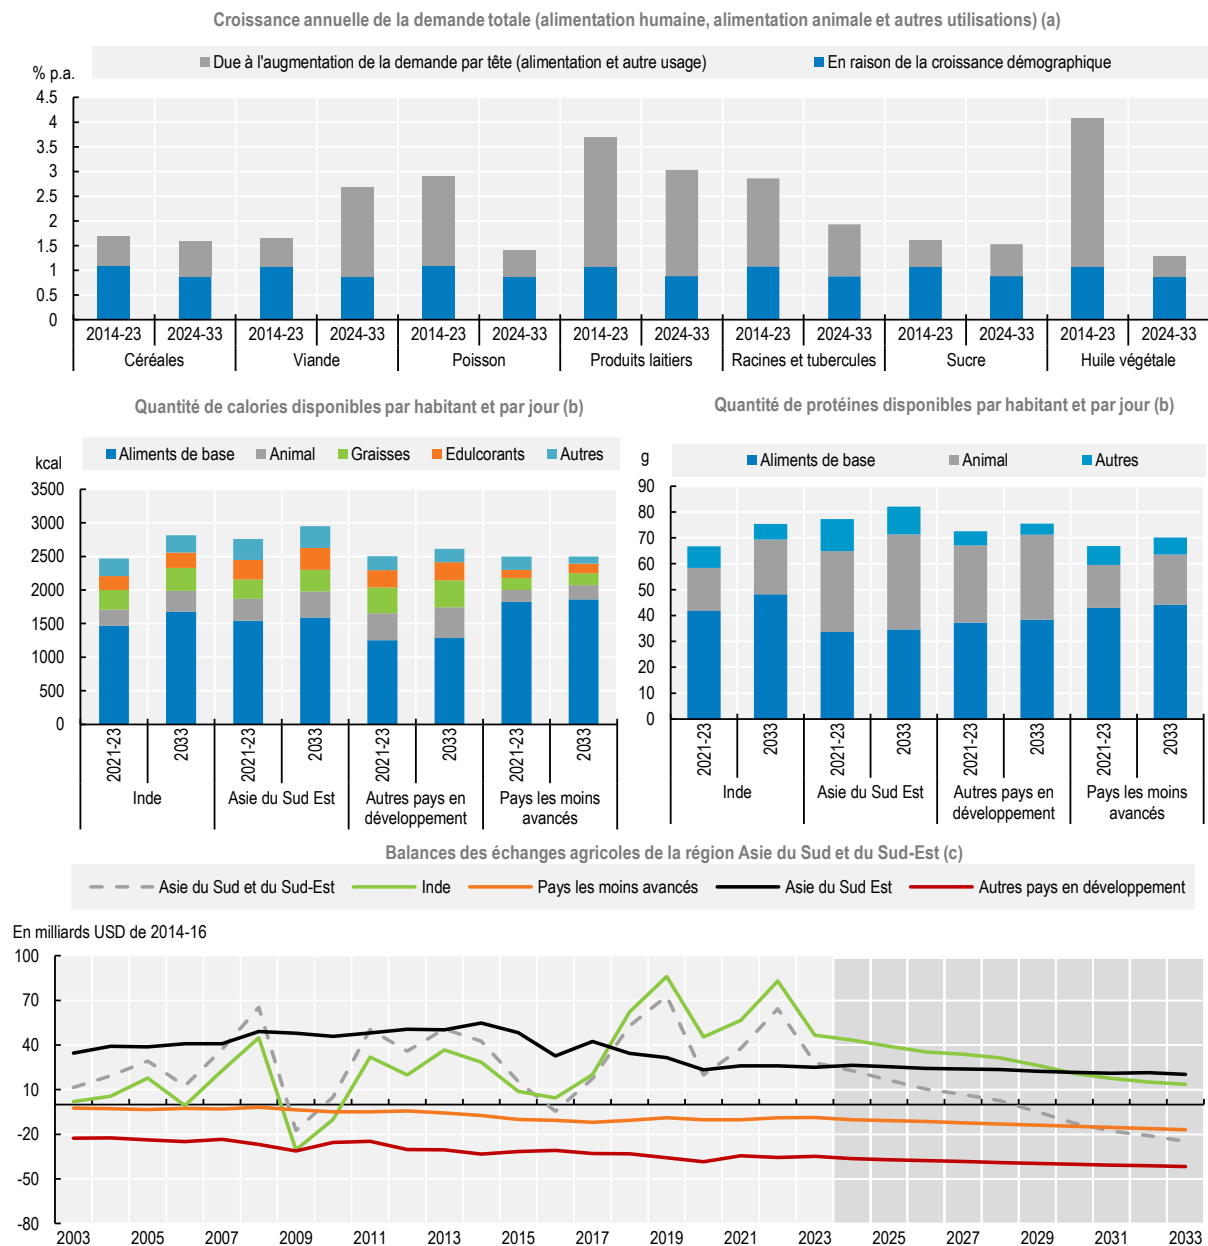 Croissance annuelle de la demande totale (alimentation humaine, alimentation animale et autres utilisations) (a)
Due à l'augmentation de la demande par tête (alimentation et autre usage)
En raison de la croissance démographique
% p.a.
4.5
4
3.5
3
2.5
2
1.5
1
0.5
0
2014-23 2024-33 2014-23 2024-33 2014-23 2024-33 2014-23 2024-33 2014-23 2024-33 2014-23 2024-33 2014-23 2024-33
Céréales Viande Poisson Produits laitiers Racines et tubercules Sucre Huile végétale
Quantité de calories disponibles par habitant et par jour (b)
Aliments de base Animal Graisses Edulcorants Autres
kcal
3500
3000
2500
2000
1500
1000
500
0
2021-23 2033 2021-23 2033 2021-23 2033 2021-23 2033
Inde Asie du Sud Est Autres pays en développement Pays les moins avancés
Quantité de protéines disponibles par habitant et par jour (b)
Aliments de base Animal Autres
g
90
80
70
60
50
40
30
20
10
0
2021-23 2033 2021-23 2033 2021-23 2033 2021-23 2033
Inde Asie du Sud Est Autres pays en développement Pays les moins avancés
Balances des échanges agricoles de la région Asie du Sud et du Sud-Est (c)
Asie du Sud et du Sud-Est Inde Pays les moins avancés Asie du Sud Est Autres pays en développement
En milliards USD de 2014-16
100
70
40
10
-20
-50
-80
2003 2005 2007 2009 2011 2013 2015 2017 2019 2021 2023 2025 2027 2029 2031 2033